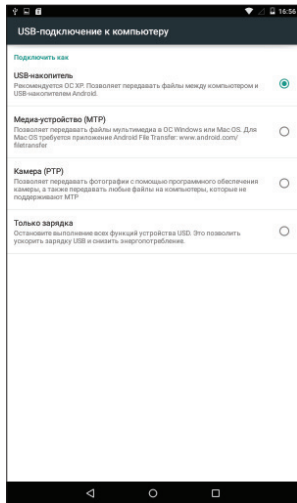 16:56
USB-подключение к компьютеру
Подключить как
USB-накопитель
Рекомендуется ОС XP. Позволяет передавать файлы между компьютером и
USB-накопителем Android.
Медиа-устройство (MTP)
Позволяет передавать файлы мультимедиа в ОС Windows или Mac OS. Для
Mac OS требуется приложение Android File Transfer: www.android.com/
filetransfer
Камера (PTP)
Позволяет передавать фотографии с помощью программного обеспечения
камеры, а также передавать любые файлы на компьютеры, которые не
поддерживают MTP
Только зарядка
Остановите выполнение всех функций устройства USD. Это позволить
ускорить зарядку USB и снизить энергопотребление.